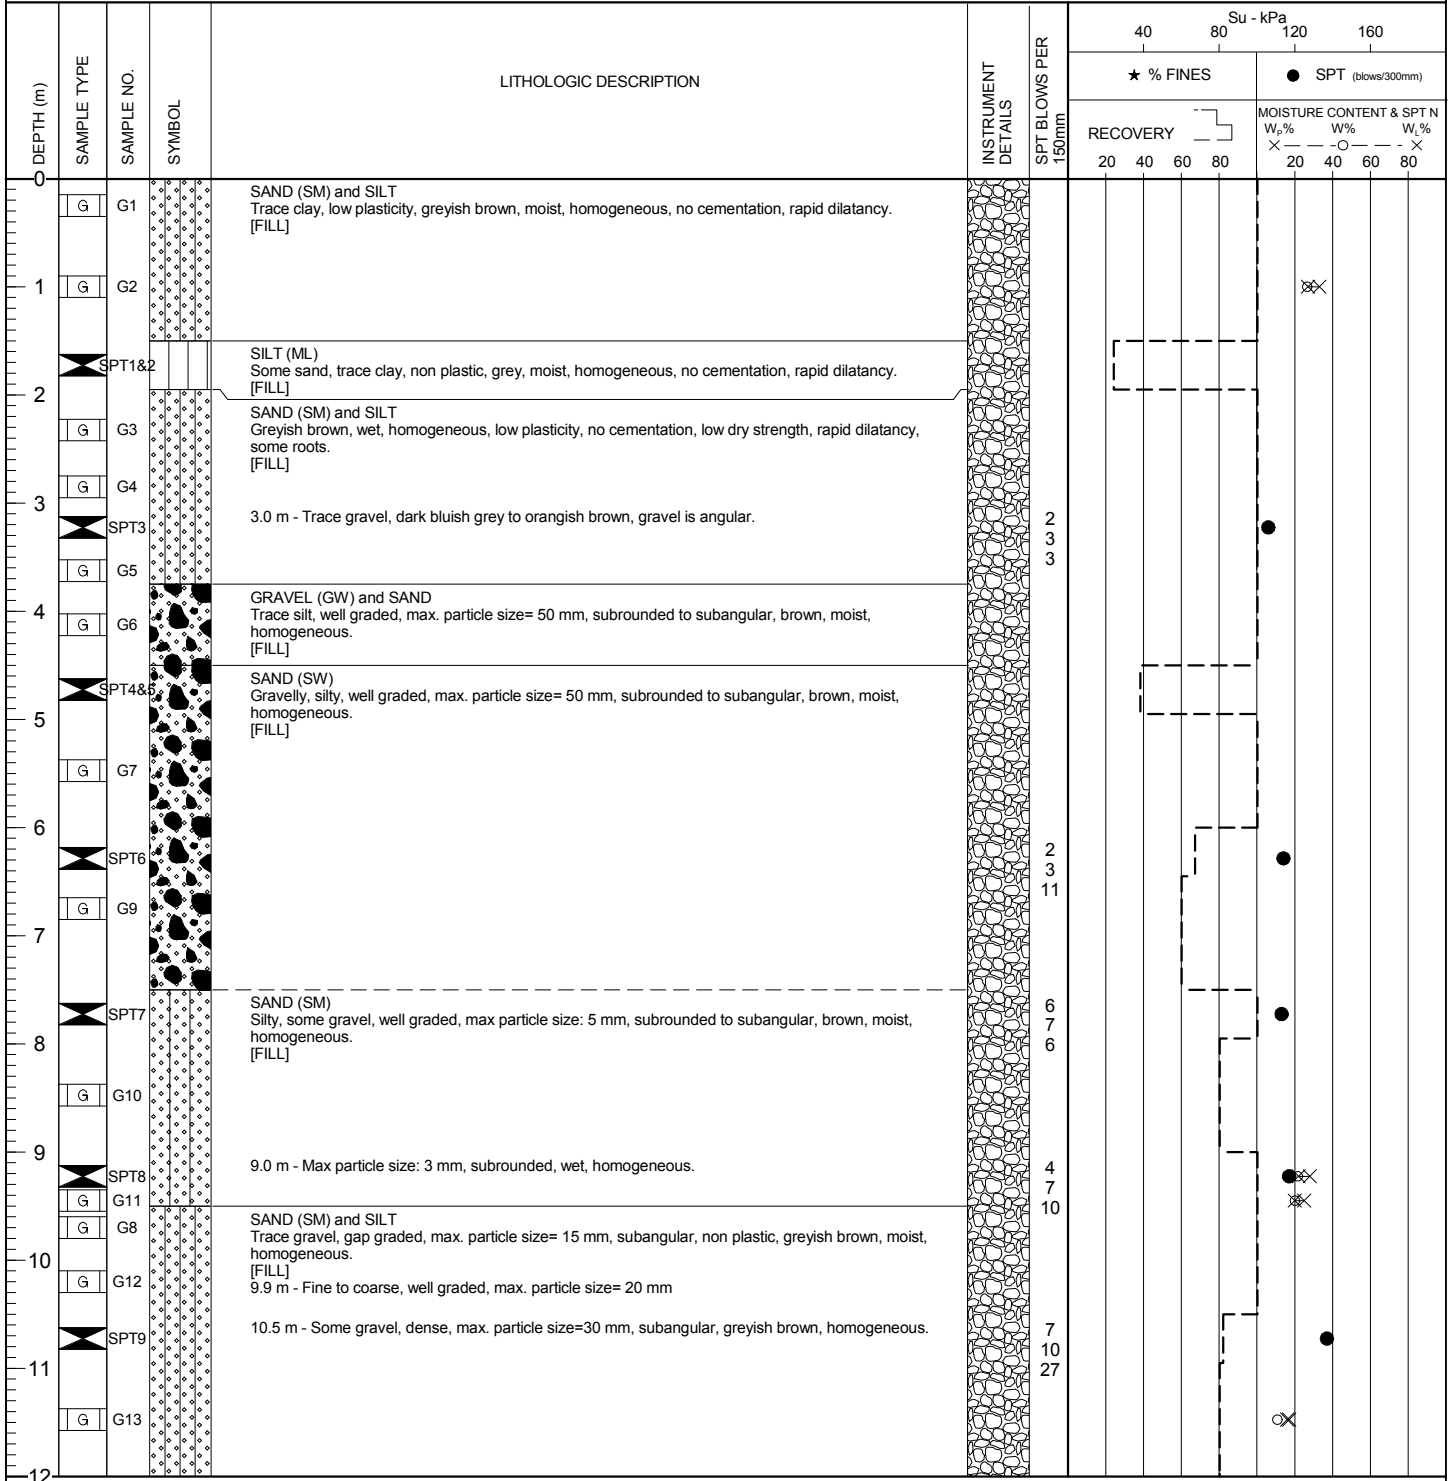 Su - kPa
40 80 120 160
DEPTH (m)
SAMPLE TYPE
SAMPLE NO.
SYMBOL
LITHOLOGIC DESCRIPTION
INSTRUMENT
DETAILS
SPT BLOWS PER
150mm
★ % FINES
● SPT (blows/300mm)
RECOVERY
MOISTURE CONTENT & SPT N
Wₚ% W% W_L%
20 40 60 80 20 40 60 80
0
SAND (SM) and SILT
G G1 Trace clay, low plasticity, greyish brown, moist, homogeneous, no cementation, rapid dilatancy.
[FILL]
1 G G2
SILT (ML)
SPT1&2 Some sand, trace clay, non plastic, grey, moist, homogeneous, no cementation, rapid dilatancy.
[FILL]
2
SAND (SM) and SILT
G G3 Greyish brown, wet, homogeneous, low plasticity, no cementation, low dry strength, rapid dilatancy,
some roots.
[FILL]
G G4
3
SPT3 3.0 m - Trace gravel, dark bluish grey to orangish brown, gravel is angular. 2
3
3
G G5
GRAVEL (GW) and SAND
4 Trace silt, well graded, max. particle size= 50 mm, subrounded to subangular, brown, moist,
G G6 homogeneous.
[FILL]
SAND (SW)
SPT4&5 Gravelly, silty, well graded, max. particle size= 50 mm, subrounded to subangular, brown, moist,
homogeneous.
5 [FILL]
G G7
6
SPT6 2
3
11
G G9
7
SAND (SM)
SPT7 Silty, some gravel, well graded, max particle size: 5 mm, subrounded to subangular, brown, moist, 6
homogeneous. 7
8 [FILL] 6
G G10
9
SPT8 9.0 m - Max particle size: 3 mm, subrounded, wet, homogeneous. 4
7
G G11 10
SAND (SM) and SILT
G G8 Trace gravel, gap graded, max. particle size= 15 mm, subangular, non plastic, greyish brown, moist,
homogeneous.
10 [FILL]
G G12 9.9 m - Fine to coarse, well graded, max. particle size= 20 mm
SPT9 10.5 m - Some gravel, dense, max. particle size=30 mm, subangular, greyish brown, homogeneous. 7
10
11 27
G G13
12